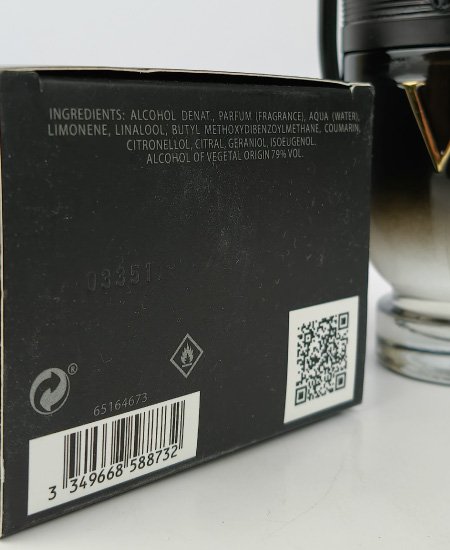 INGREDIENTS: ALCOHOL DENAT., PARFUM (FRAGRANCE), AQUA (WATER),
LIMONENE, LINALOOL, BUTYL METHOXYDIBENZOYLMETHANE, COUMARIN,
CITRONELLOL, CITRAL, GERANIOL, ISOEUGENOL.
ALCOHOL OF VEGETAL ORIGIN 79% VOL.
03351
®
65164673
3 349668 588732